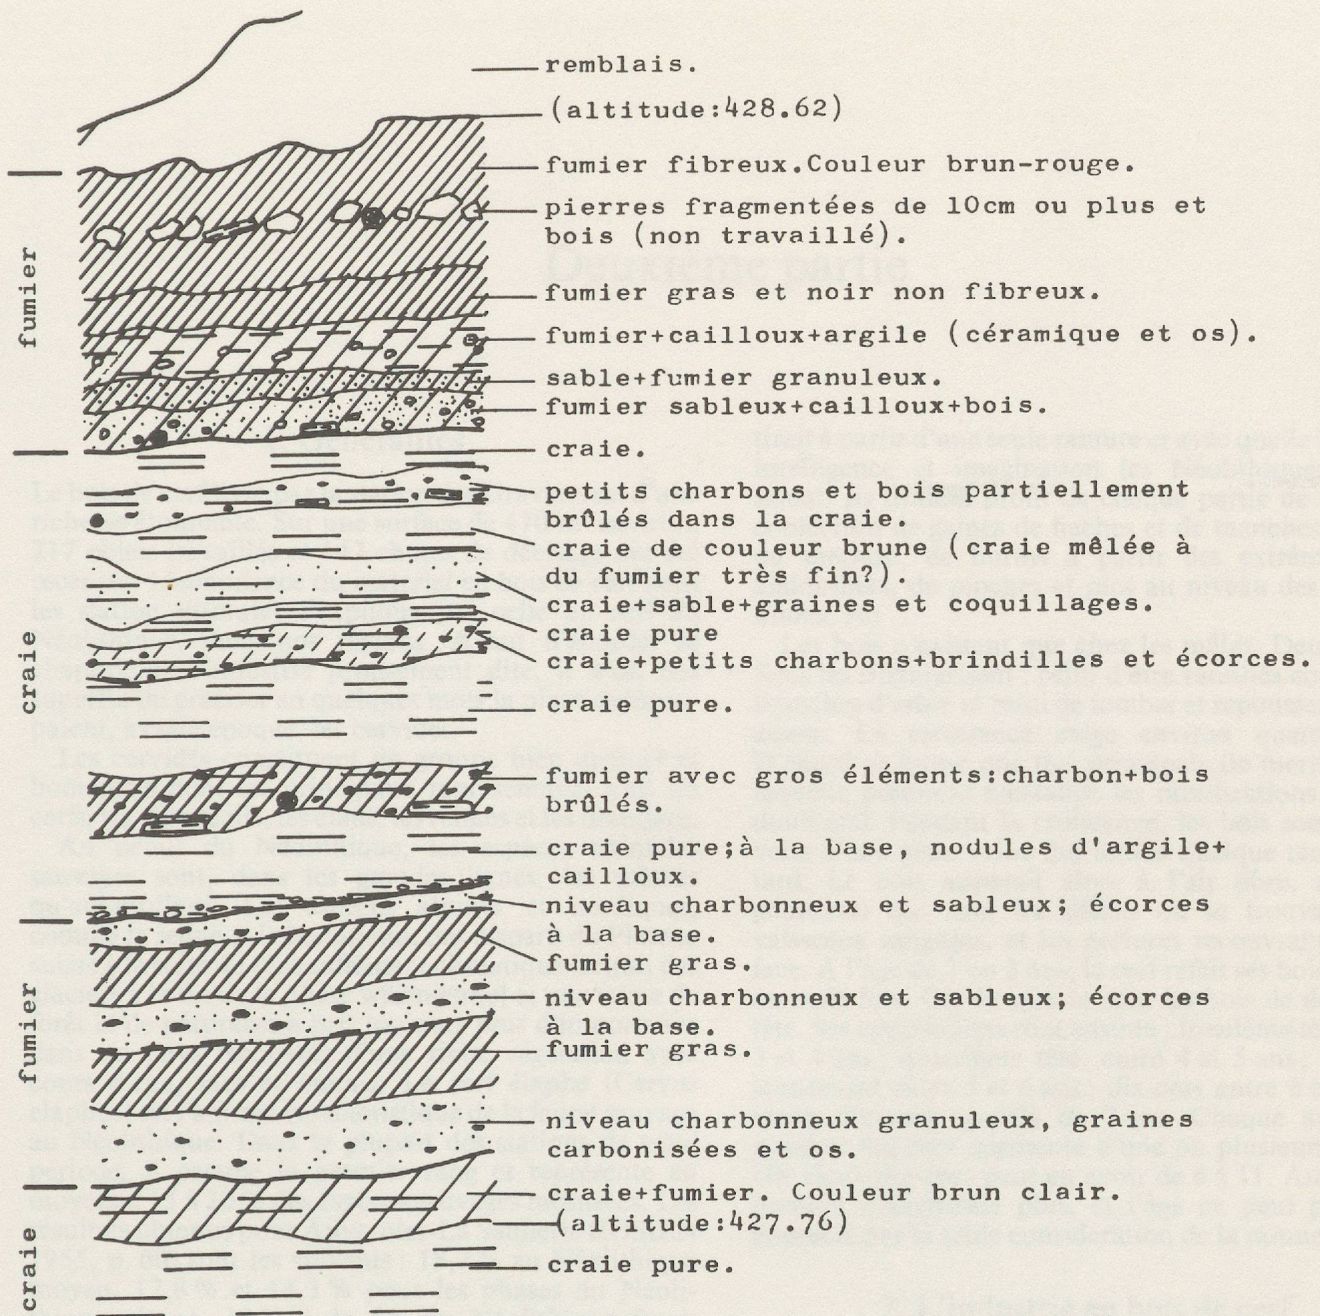 remblais.
(altitude:428.62)
fumier fibreux.Couleur brun-rouge.
pierres fragmentées de 10cm ou plus et
bois (non travaillé).
fumier gras et noir non fibreux.
fumier+cailloux+argile (céramique et os).
sable+fumier granuleux.
fumier sableux+cailloux+bois.
craie.
petits charbons et bois partiellement
brûlés dans la craie.
craie de couleur brune (craie mêlée à
du fumier très fin?).
craie+sable+graines et coquillages.
craie pure
craie+petits charbons+brindilles et écorces.
craie pure.
fumier avec gros éléments:charbon+bois
brûlés.
craie pure;à la base, nodules d'argile+
cailloux.
niveau charbonneux et sableux; écorces
à la base.
fumier gras.
niveau charbonneux et sableux; écorces
à la base.
fumier gras.
niveau charbonneux granuleux, graines
carbonisées et os.
craie+fumier. Couleur brun clair.
(altitude:427.76)
craie pure.
fumier
craie
fumier
craie
Deuxième partie